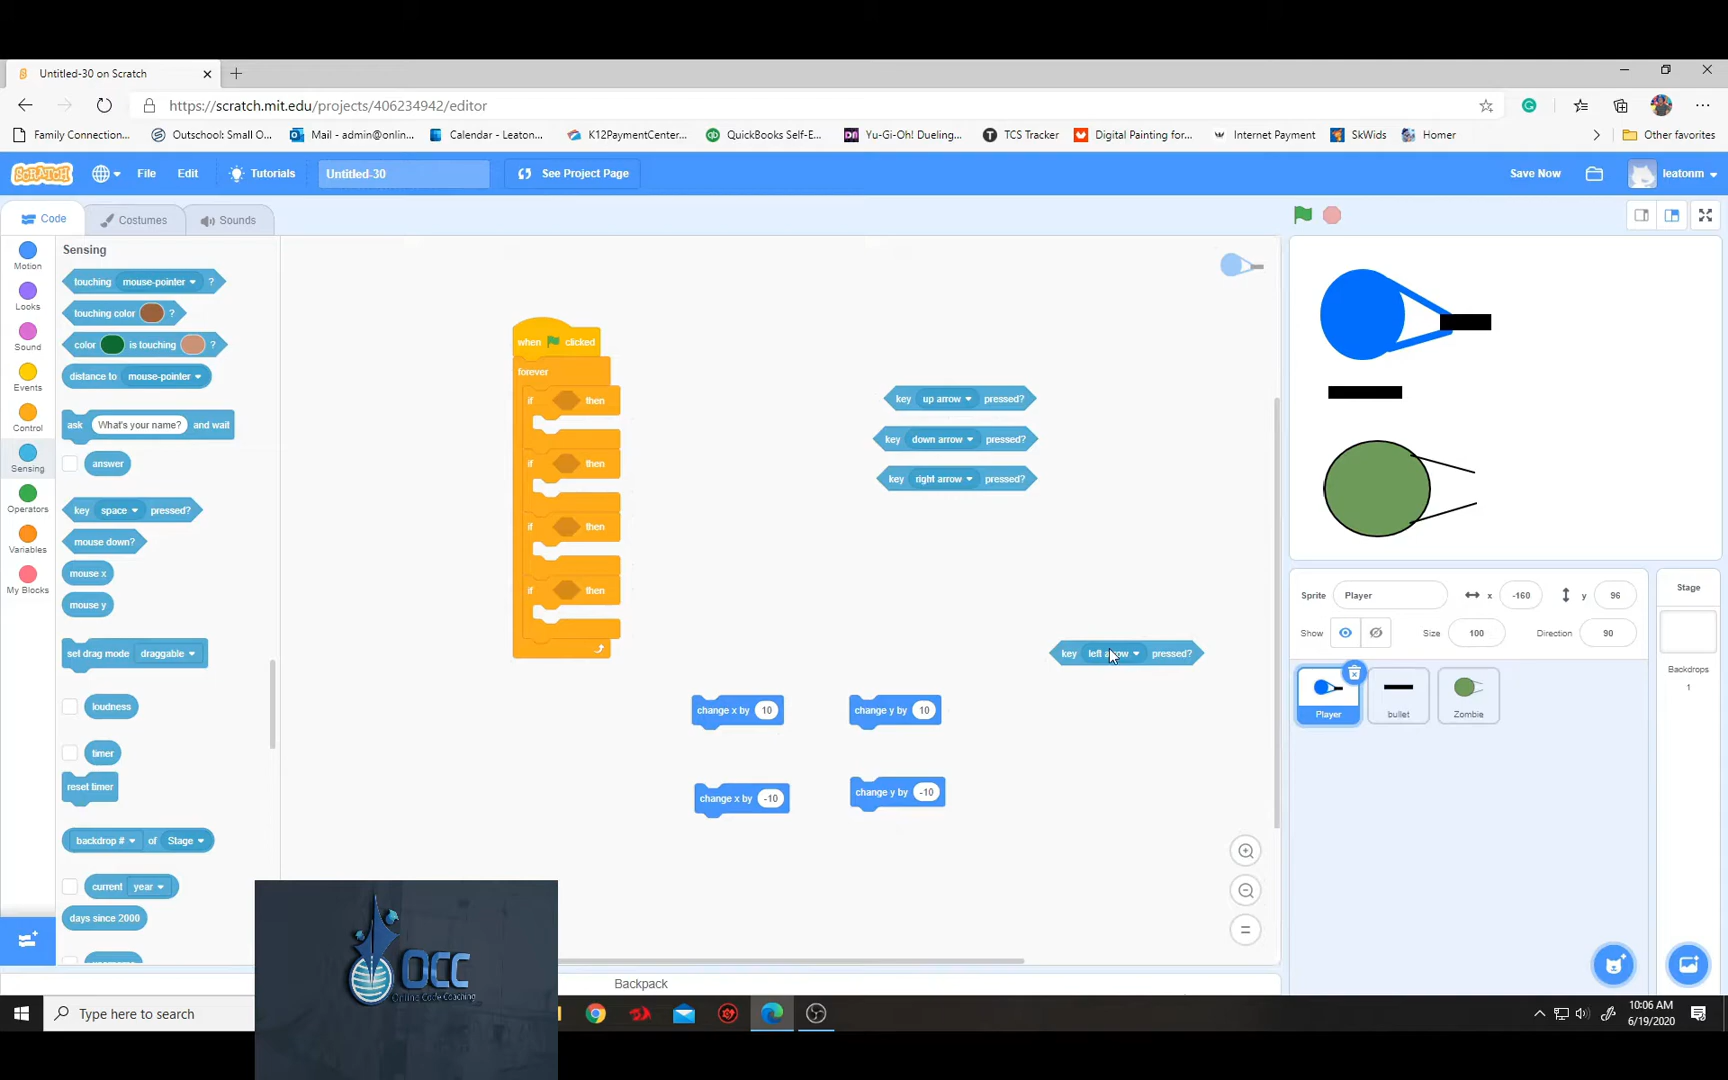 Untitled-30 on Scratch
https://scratch.mit.edu/projects/406234942/editor
Family Connection... Outschool: Small O... Mail - admin@onlin... Calendar - Leaton... K12PaymentCenter... QuickBooks Self-E... Yu-Gi-Oh! Dueling... TCS Tracker Digital Painting for... Internet Payment SkWids Homer Other favorites
SCRATCH File Edit Tutorials Untitled-30 See Project Page Save Now leatonm
Code Costumes Sounds
Motion
Looks
Sound
Events
Control
Sensing
Operators
Variables
My Blocks
Sensing
touching mouse-pointer ?
touching color ?
color is touching ?
distance to mouse-pointer
ask What's your name? and wait
answer
key space pressed?
mouse down?
mouse x
mouse y
set drag mode draggable
loudness
timer
reset timer
backdrop # of Stage
current year
days since 2000
when clicked
forever
if then
if then
if then
if then
key up arrow pressed?
key down arrow pressed?
key right arrow pressed?
key left arrow pressed?
change x by 10
change y by 10
change x by -10
change y by -10
Sprite Player x -160 y 96
Show Size 100 Direction 90
Player
bullet
Zombie
Stage
Backdrops
1
Backpack
OCC
Online Code Coaching
Type here to search
10:06 AM
6/19/2020